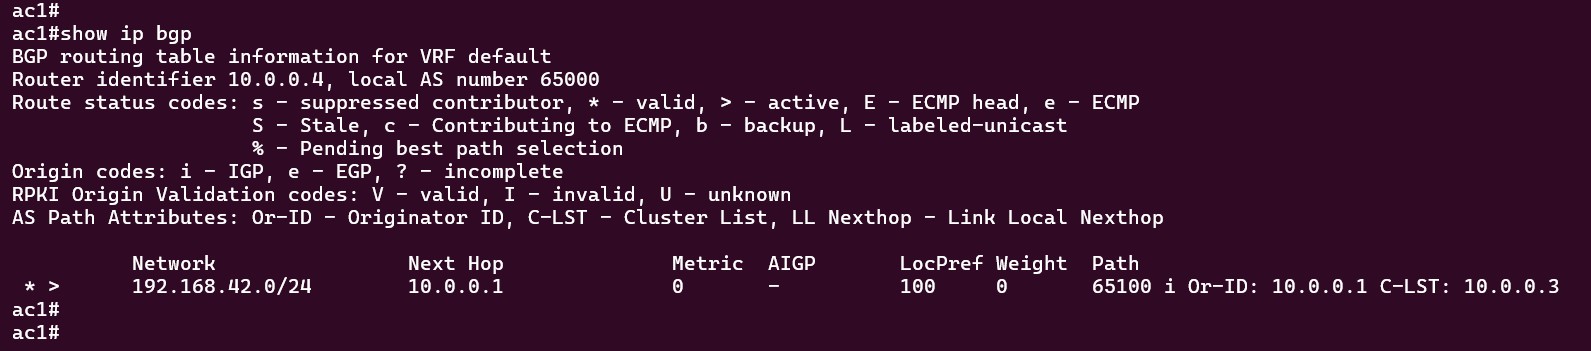 ac1#
ac1#show ip bgp
BGP routing table information for VRF default
Router identifier 10.0.0.4, local AS number 65000
Route status codes: s - suppressed contributor, * - valid, > - active, E - ECMP head, e - ECMP
                    S - Stale, c - Contributing to ECMP, b - backup, L - labeled-unicast
                    % - Pending best path selection
Origin codes: i - IGP, e - EGP, ? - incomplete
RPKI Origin Validation codes: V - valid, I - invalid, U - unknown
AS Path Attributes: Or-ID - Originator ID, C-LST - Cluster List, LL Nexthop - Link Local Nexthop

          Network                Next Hop              Metric  AIGP       LocPref Weight  Path
 * >      192.168.42.0/24        10.0.0.1              0       -          100     0       65100 i Or-ID: 10.0.0.1 C-LST: 10.0.0.3
ac1#
ac1#